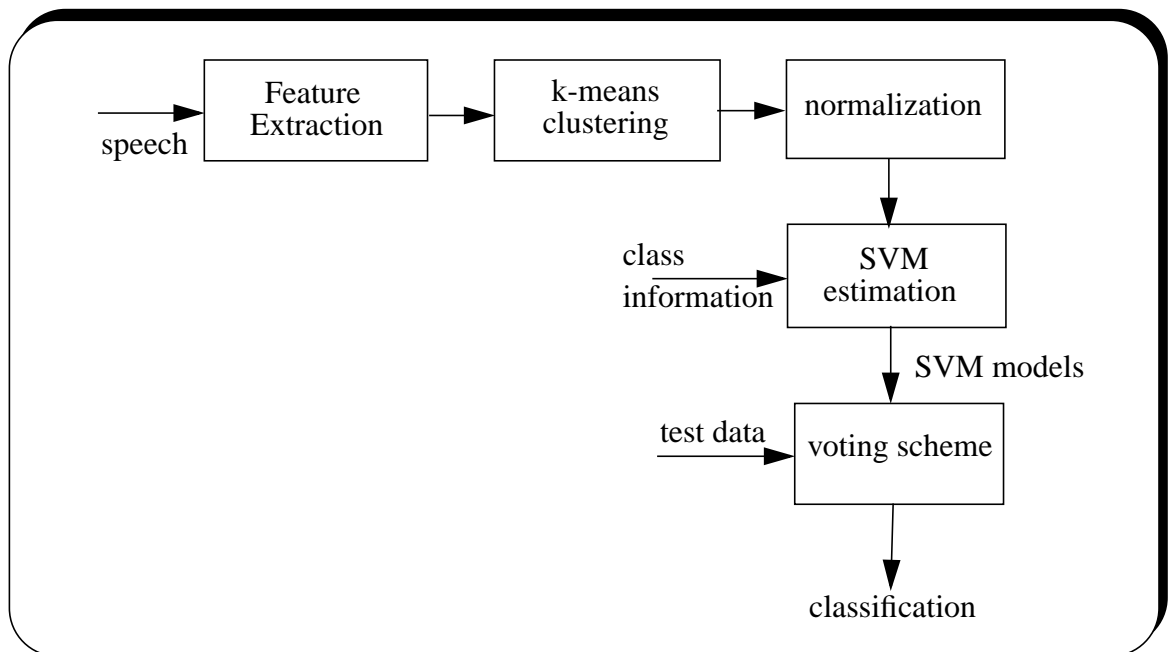 Feature
Extraction
k-means
clustering
normalization
speech
class
information
SVM
estimation
SVM models
test data
voting scheme
classification